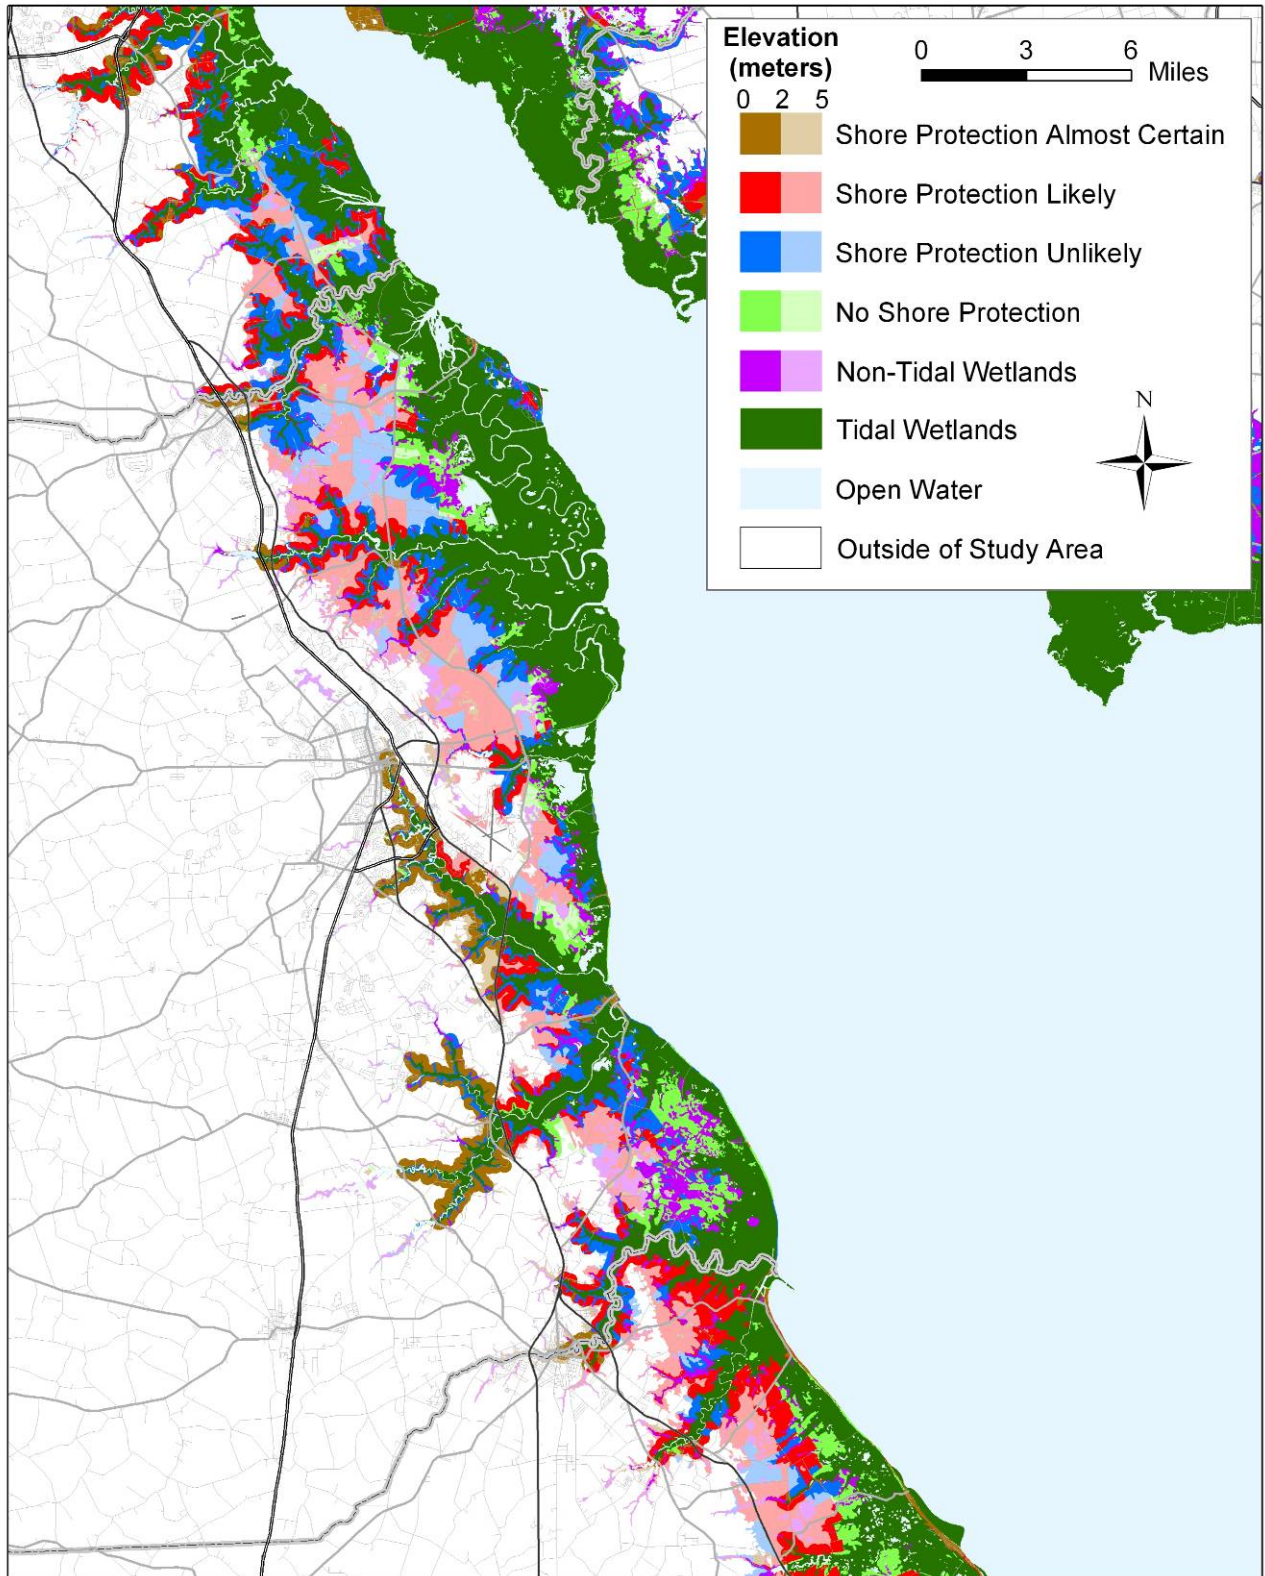 Elevation
(meters)
0 2 5
0 3 6
Miles
Shore Protection Almost Certain
Shore Protection Likely
Shore Protection Unlikely
No Shore Protection
Non-Tidal Wetlands
Tidal Wetlands
Open Water
Outside of Study Area
N